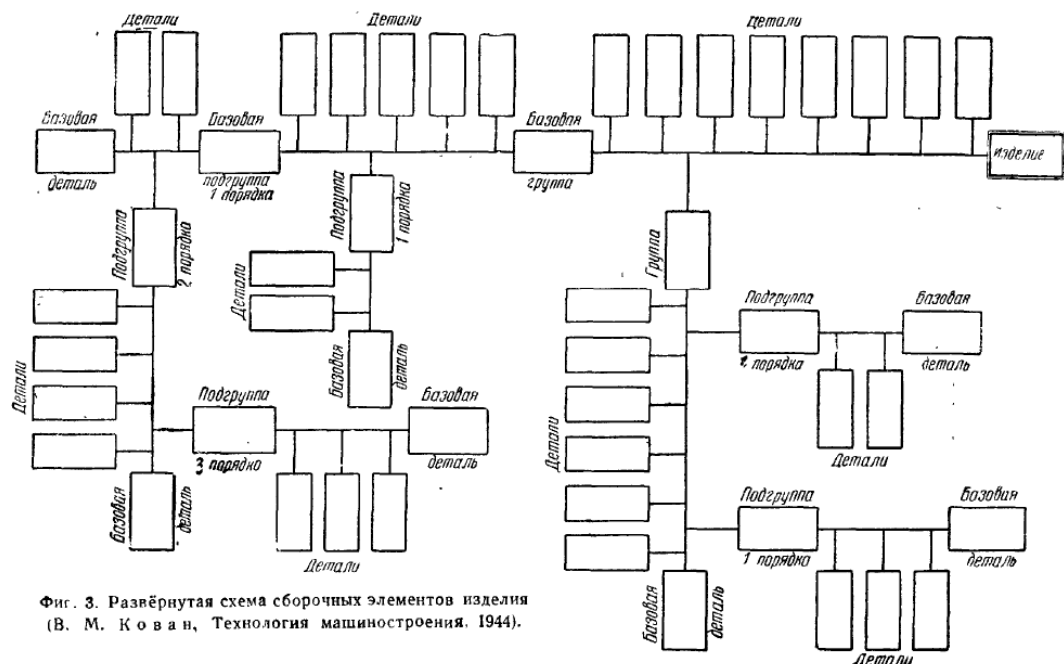 Детали
Детали
Детали
Базовая
деталь
Базовая
подгруппа
1 порядка
Базовая
группа
изделие
Подгруппа
2 порядка
Подгруппа
1 порядка
Группа
Детали
Детали
Базовая
деталь
Подгруппа
1 порядка
Базовая
деталь
Детали
Подгруппа
3 порядка
Базовая
деталь
Детали
Детали
Базовая
деталь
Детали
Подгруппа
1 порядка
Базовая
деталь
Базовая
деталь
Детали
Фиг. 3. Развёрнутая схема сборочных элементов изделия
(В. М. Кован, Технология машиностроения, 1944).